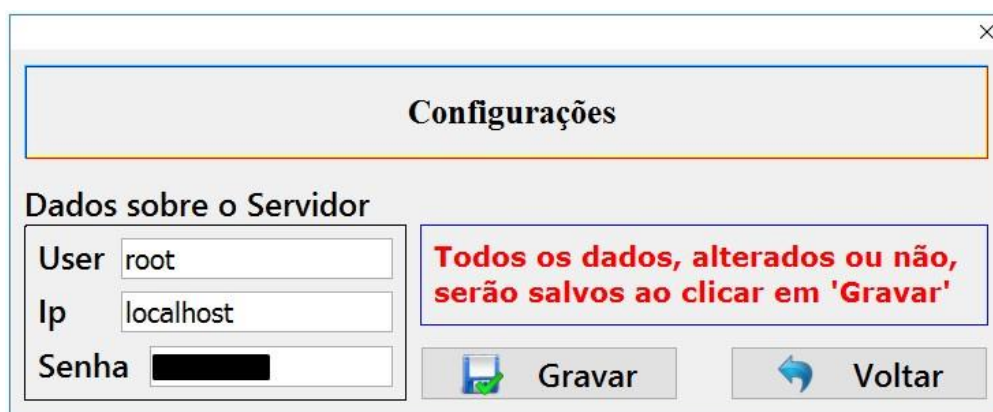 Configurações
Dados sobre o Servidor
User root
Ip localhost
Senha
Todos os dados, alterados ou não,
serão salvos ao clicar em 'Gravar'
Gravar
Voltar